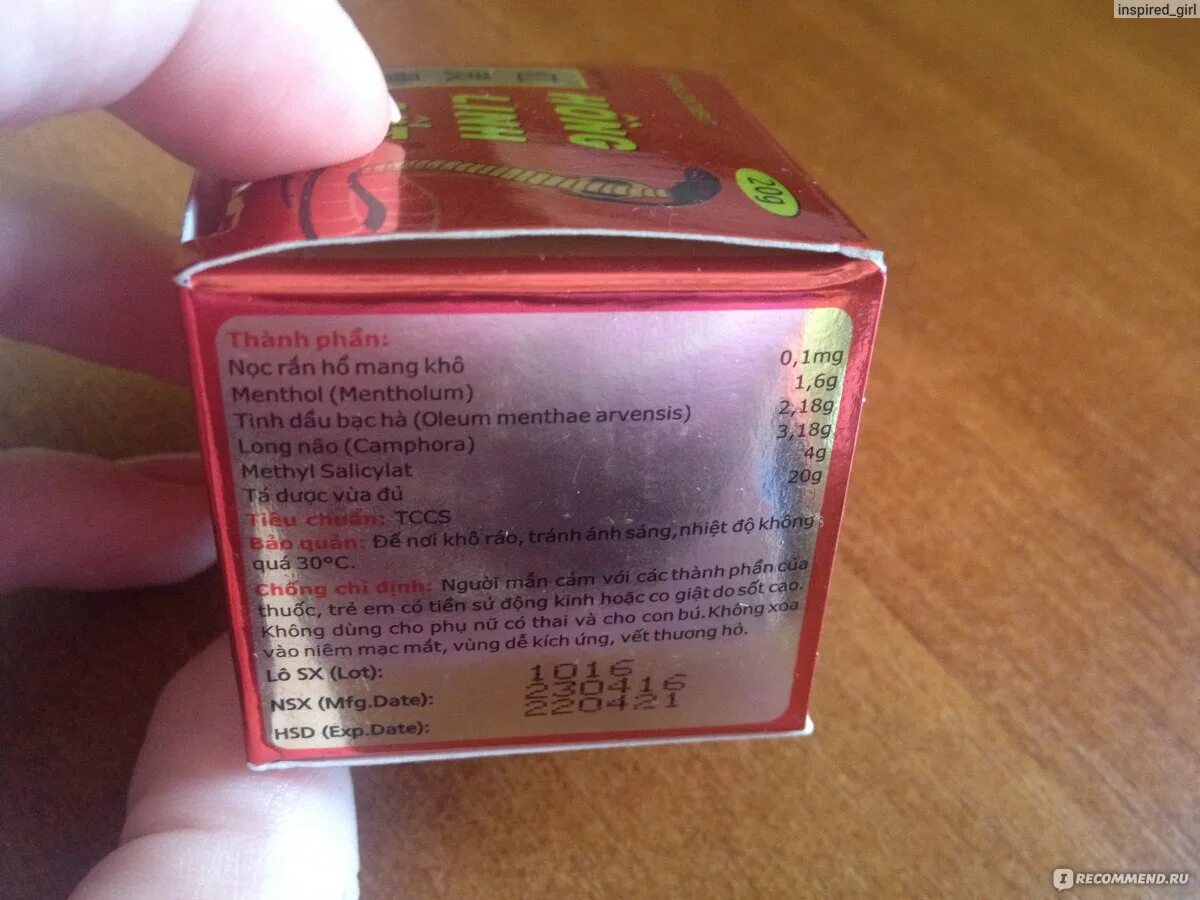 inspired_girl
HỔNG
LINH
20g
Thành phần:
Nọc rắn hổ mang khô 0,1mg
Menthol (Mentholum) 1,6g
Tinh dầu bạc hà (Oleum menthae arvensis) 2,18g
Long não (Camphora) 3,18g
Methyl Salicylat 4g
Tá dược vừa đủ 20g
Tiêu chuẩn: TCCS
Bảo quản: Để nơi khô ráo, tránh ánh sáng, nhiệt độ không
quá 30°C.
Chống chỉ định: Người mẫn cảm với các thành phần của
thuốc, trẻ em có tiền sử động kinh hoặc co giật do sốt cao.
Không dùng cho phụ nữ có thai và cho con bú. Không xoa
vào niêm mạc mắt, vùng dễ kích ứng, vết thương hở.
Lô SX (Lot): 1016
NSX (Mfg.Date): 230416
HSD (Exp.Date): 220421
IRECOMMEND.RU